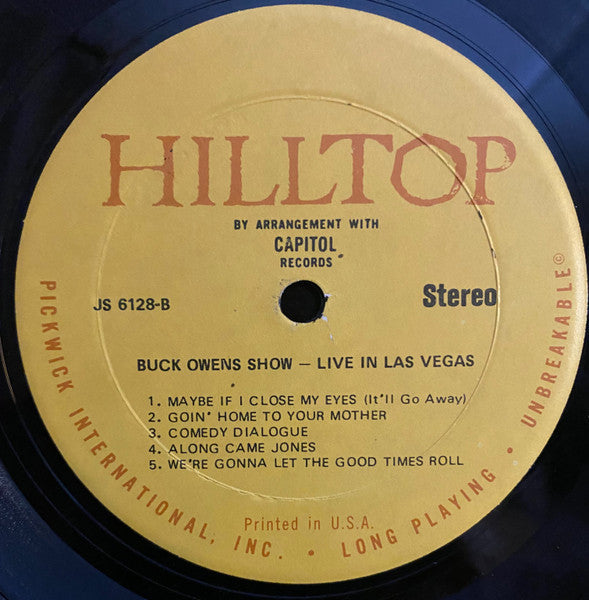 HILLTOP
BY ARRANGEMENT WITH
CAPITOL
RECORDS
JS 6128-B
Stereo
BUCK OWENS SHOW — LIVE IN LAS VEGAS
1. MAYBE IF I CLOSE MY EYES (It'll Go Away)
2. GOIN' HOME TO YOUR MOTHER
3. COMEDY DIALOGUE
4. ALONG CAME JONES
5. WE'RE GONNA LET THE GOOD TIMES ROLL
Printed in U.S.A.
PICKWICK INTERNATIONAL, INC. • LONG PLAYING • UNBREAKABLE©